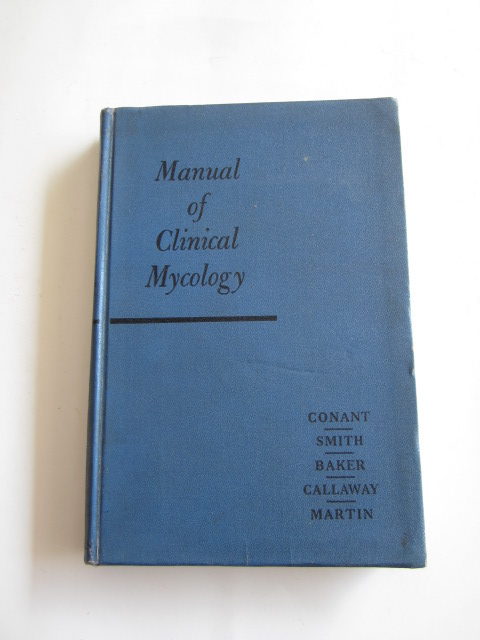 Manual
of
Clinical
Mycology
CONANT
SMITH
BAKER
CALLAWAY
MARTIN